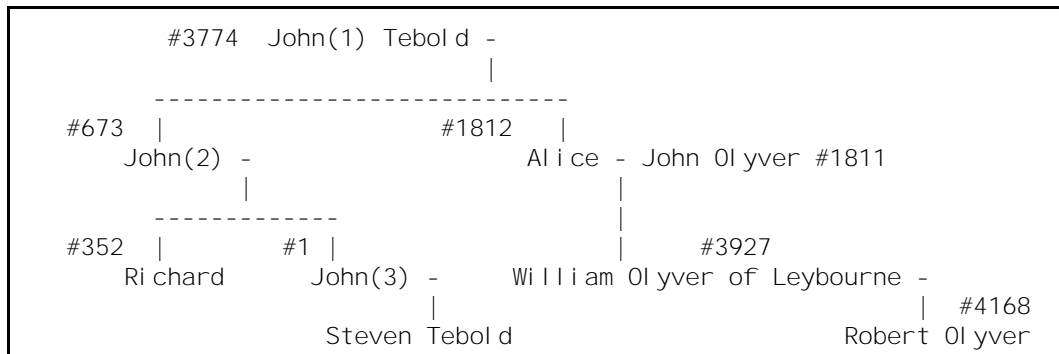 #3774 John(1) Tebold -
|
-----------------------------
#673 | #1812 |
John(2) - Alice - John Olyver #1811
| |
------------- |
#352 | #1 | | #3927
Richard John(3) - William Olyver of Leybourne -
| | #4168
Steven Tebold Robert Olyver